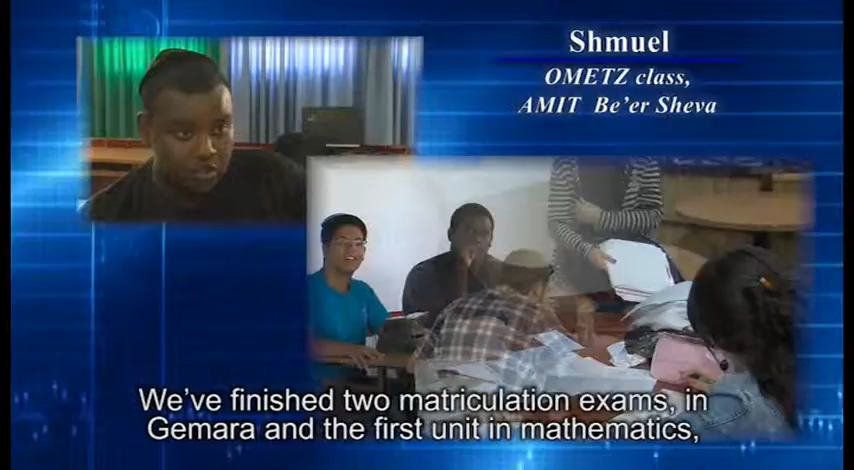 Shmuel
OMETZ class,
AMIT Be'er Sheva
We've finished two matriculation exams, in
Gemara and the first unit in mathematics,